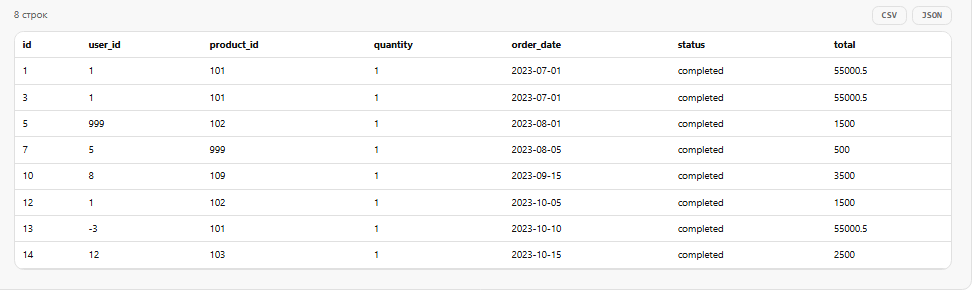 8 строк CSV JSON
id user_id product_id quantity order_date status total
1 1 101 1 2023-07-01 completed 55000.5
3 1 101 1 2023-07-01 completed 55000.5
5 999 102 1 2023-08-01 completed 1500
7 5 999 1 2023-08-05 completed 500
10 8 109 1 2023-09-15 completed 3500
12 1 102 1 2023-10-05 completed 1500
13 -3 101 1 2023-10-10 completed 55000.5
14 12 103 1 2023-10-15 completed 2500